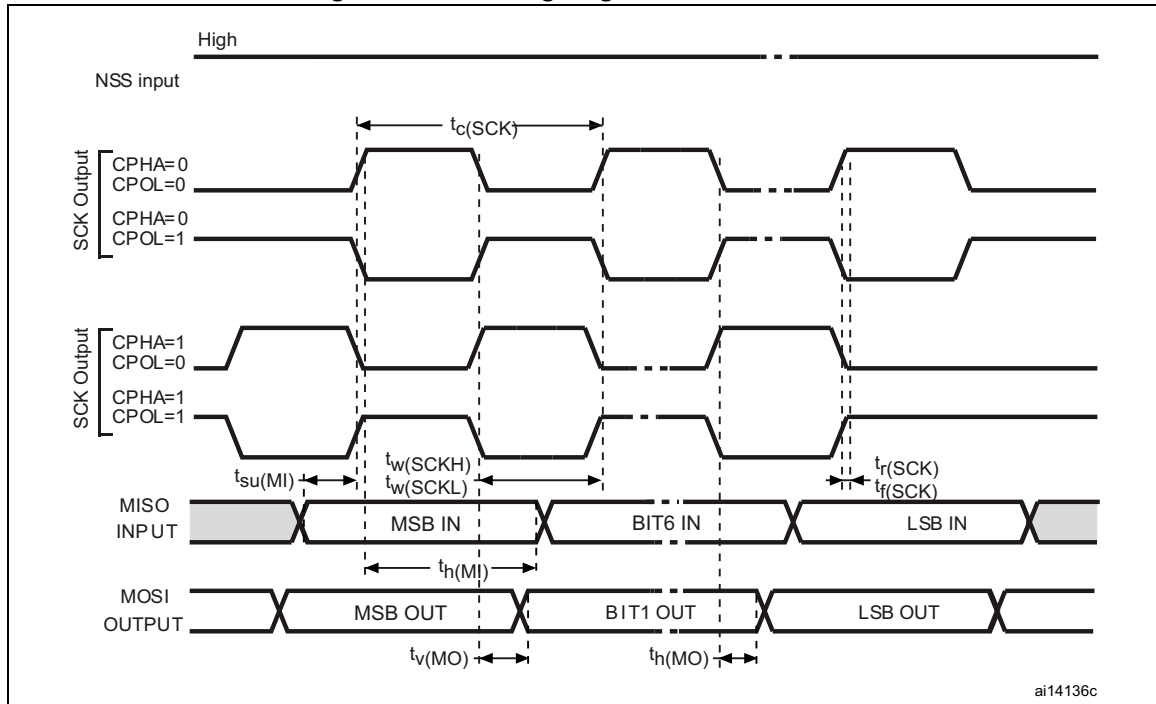 High
NSS input
tc(SCK)
SCK Output
CPHA=0
CPOL=0
CPHA=0
CPOL=1
SCK Output
CPHA=1
CPOL=0
CPHA=1
CPOL=1
tsu(MI)
tw(SCKH)
tw(SCKL)
tr(SCK)
tf(SCK)
MISO
INPUT
MSB IN
BIT6 IN
LSB IN
th(MI)
MOSI
OUTPUT
MSB OUT
BIT1 OUT
LSB OUT
tv(MO)
th(MO)
ai14136c